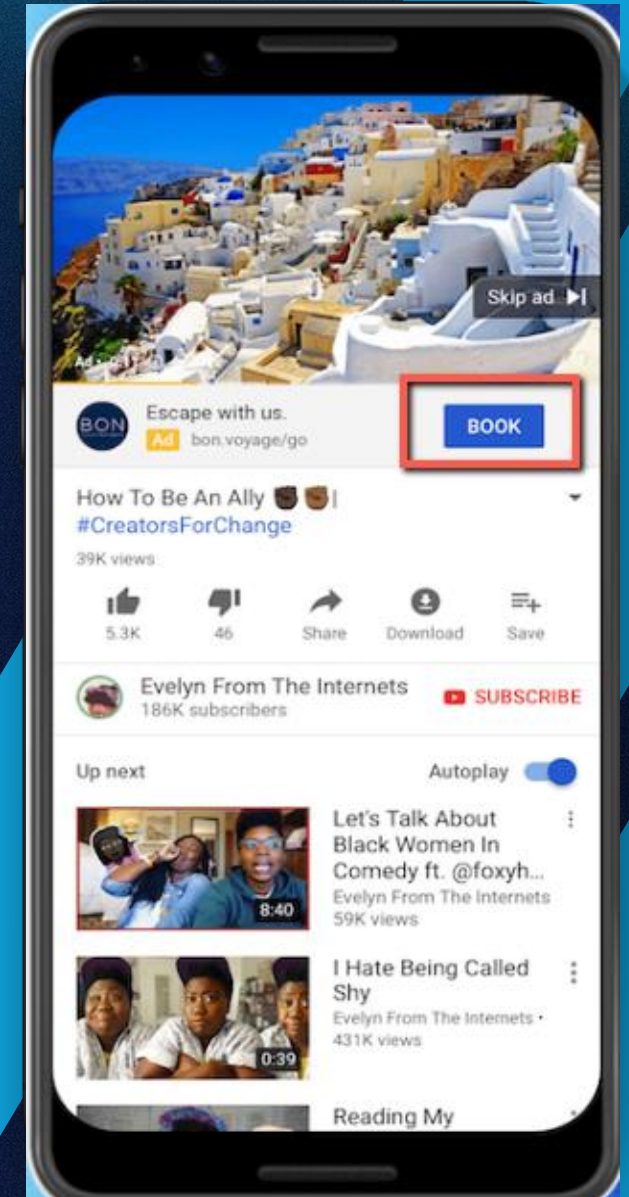 Skip ad
BON
Escape with us.
Ad bon.voyage/go
BOOK
How To Be An Ally ✊🏿✊🏾|
#CreatorsForChange
39K views
5.3K
46
Share
Download
Save
Evelyn From The Internets
186K subscribers
SUBSCRIBE
Up next
Autoplay
Let's Talk About
Black Women In
Comedy ft. @foxyh...
Evelyn From The Internets
59K views
8:40
I Hate Being Called
Shy
Evelyn From The Internets •
431K views
0:39
Reading My